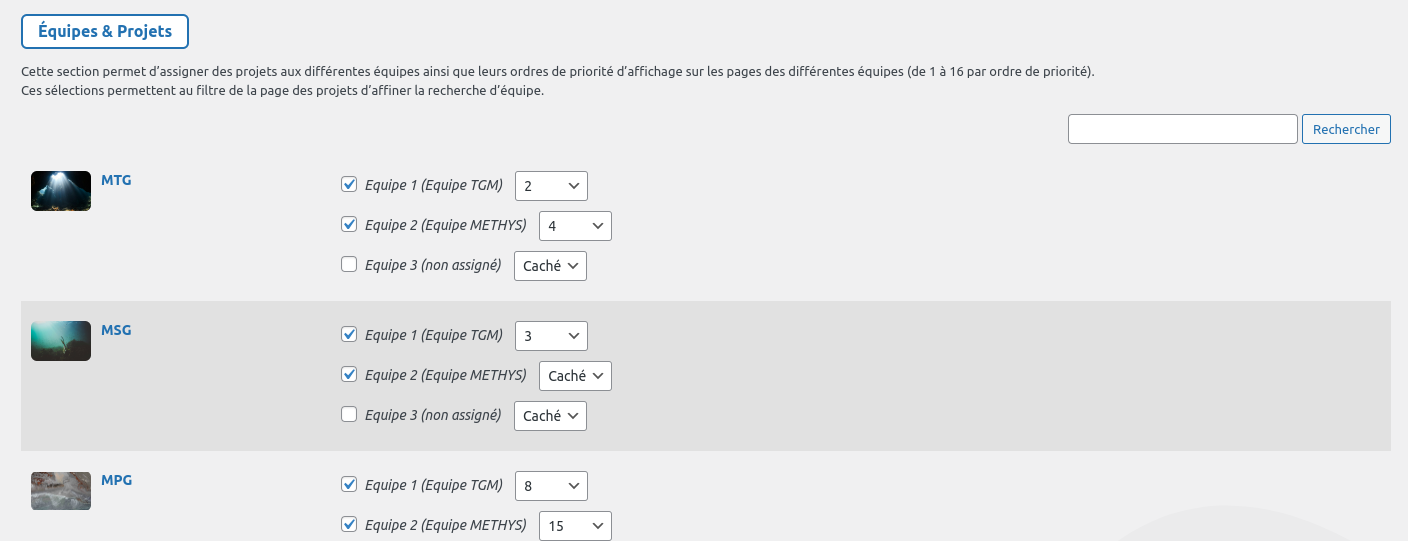 Équipes & Projets
Cette section permet d’assigner des projets aux différentes équipes ainsi que leurs ordres de priorité d’affichage sur les pages des différentes équipes (de 1 à 16 par ordre de priorité).
Ces sélections permettent au filtre de la page des projets d’affiner la recherche d’équipe.
Rechercher
MTG
Equipe 1 (Equipe TGM) 2
Equipe 2 (Equipe METHYS) 4
Equipe 3 (non assigné) Caché
MSG
Equipe 1 (Equipe TGM) 3
Equipe 2 (Equipe METHYS) Caché
Equipe 3 (non assigné) Caché
MPG
Equipe 1 (Equipe TGM) 8
Equipe 2 (Equipe METHYS) 15